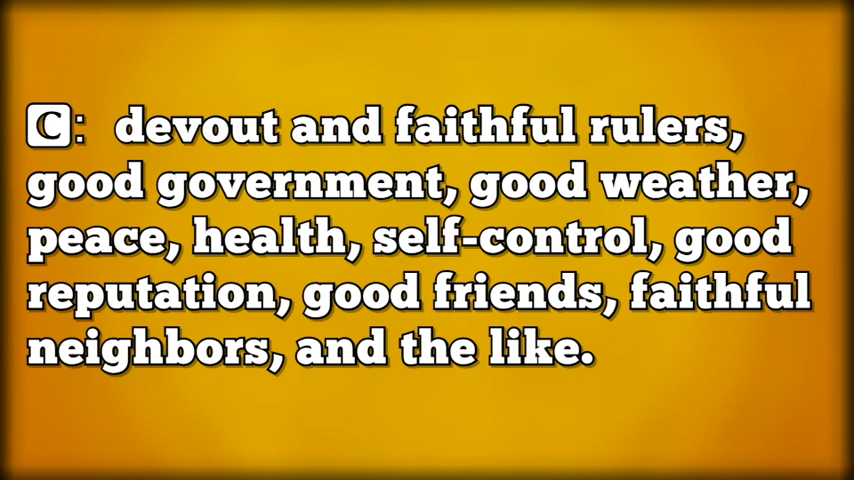 C: devout and faithful rulers,
good government, good weather,
peace, health, self-control, good
reputation, good friends, faithful
neighbors, and the like.